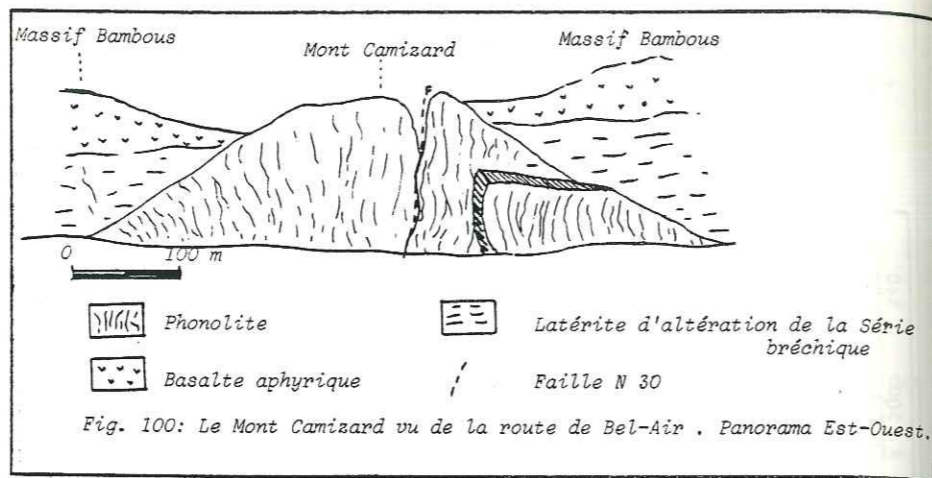 Massif Bambous
Mont Camizard
Massif Bambous
F
0 100 m
Phonolite
Latérite d'altération de la Série
bréchique
Basalte aphyrique
Faille N 30
Fig. 100: Le Mont Camizard vu de la route de Bel-Air . Panorama Est-Ouest.